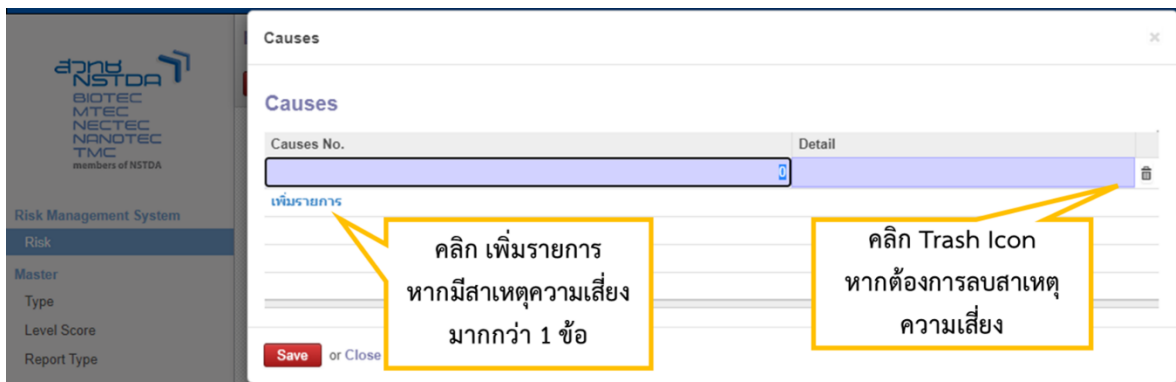 สวทช
NSTDA
BIOTEC
MTEC
NECTEC
NANOTEC
TMC
members of NSTDA
Risk Management System
Risk
Master
Type
Level Score
Report Type
Causes
×
Causes
Causes No. Detail
0
เพิ่มรายการ
คลิก เพิ่มรายการ
หากมีสาเหตุความเสี่ยง
มากกว่า 1 ข้อ
คลิก Trash Icon
หากต้องการลบสาเหตุ
ความเสี่ยง
Save or Close